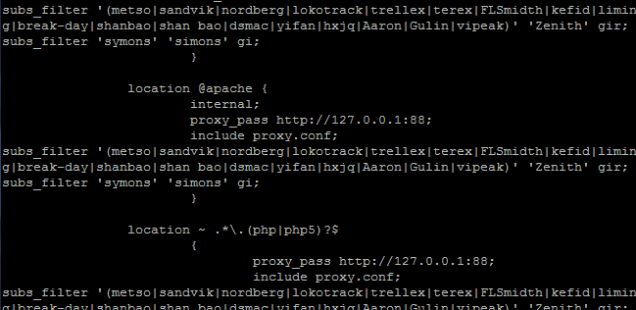 subs_filter '(metso|sandvik|nordberg|lokotrack|trellex|terex|FLSmidth|kefid|limin
g|break-day|shanbao|shan bao|dsmac|yifan|hxjq|Aaron|Gulin|vipeak)' 'Zenith' gir;
subs_filter 'symons' 'simons' gi;
}
location @apache {
internal;
proxy_pass http://127.0.0.1:88;
include proxy.conf;
subs_filter '(metso|sandvik|nordberg|lokotrack|trellex|terex|FLSmidth|kefid|limin
g|break-day|shanbao|shan bao|dsmac|yifan|hxjq|Aaron|Gulin|vipeak)' 'Zenith' gir;
subs_filter 'symons' 'simons' gi;
}
location ~ .*\.(php|php5)?$
{
proxy_pass http://127.0.0.1:88;
include proxy.conf;
subs_filter '(metso|sandvik|nordberg|lokotrack|trellex|terex|FLSmidth|kefid|limin
g|break-day|shanbao|shan bao|dsmac|yifan|hxjq|Aaron|Gulin|vipeak)' 'Zenith' gir;